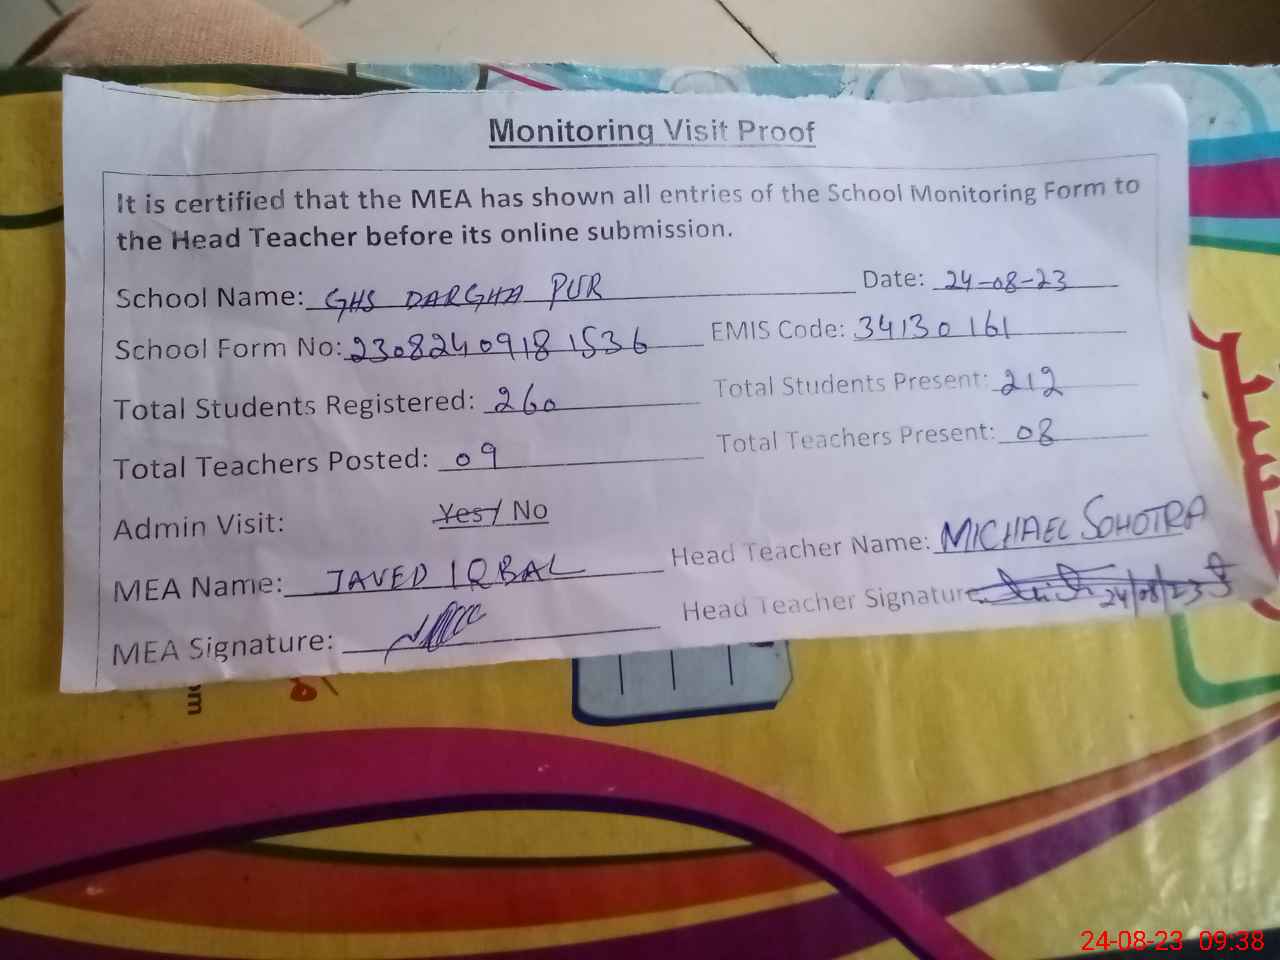 Monitoring Visit Proof
It is certified that the MEA has shown all entries of the School Monitoring Form to
the Head Teacher before its online submission.
School Name: GHS DARGHA PUR Date: 24-08-23
School Form No: 2308240918 1536 EMIS Code: 34130161
Total Students Registered: 260 Total Students Present: 212
Total Teachers Posted: 09 Total Teachers Present: 08
Admin Visit: Yes / No
MEA Name: JAVED IQBAL Head Teacher Name: MICHAEL SOHOTRA
MEA Signature: Head Teacher Signature: 24/08/23
om
24-08-23 09:38